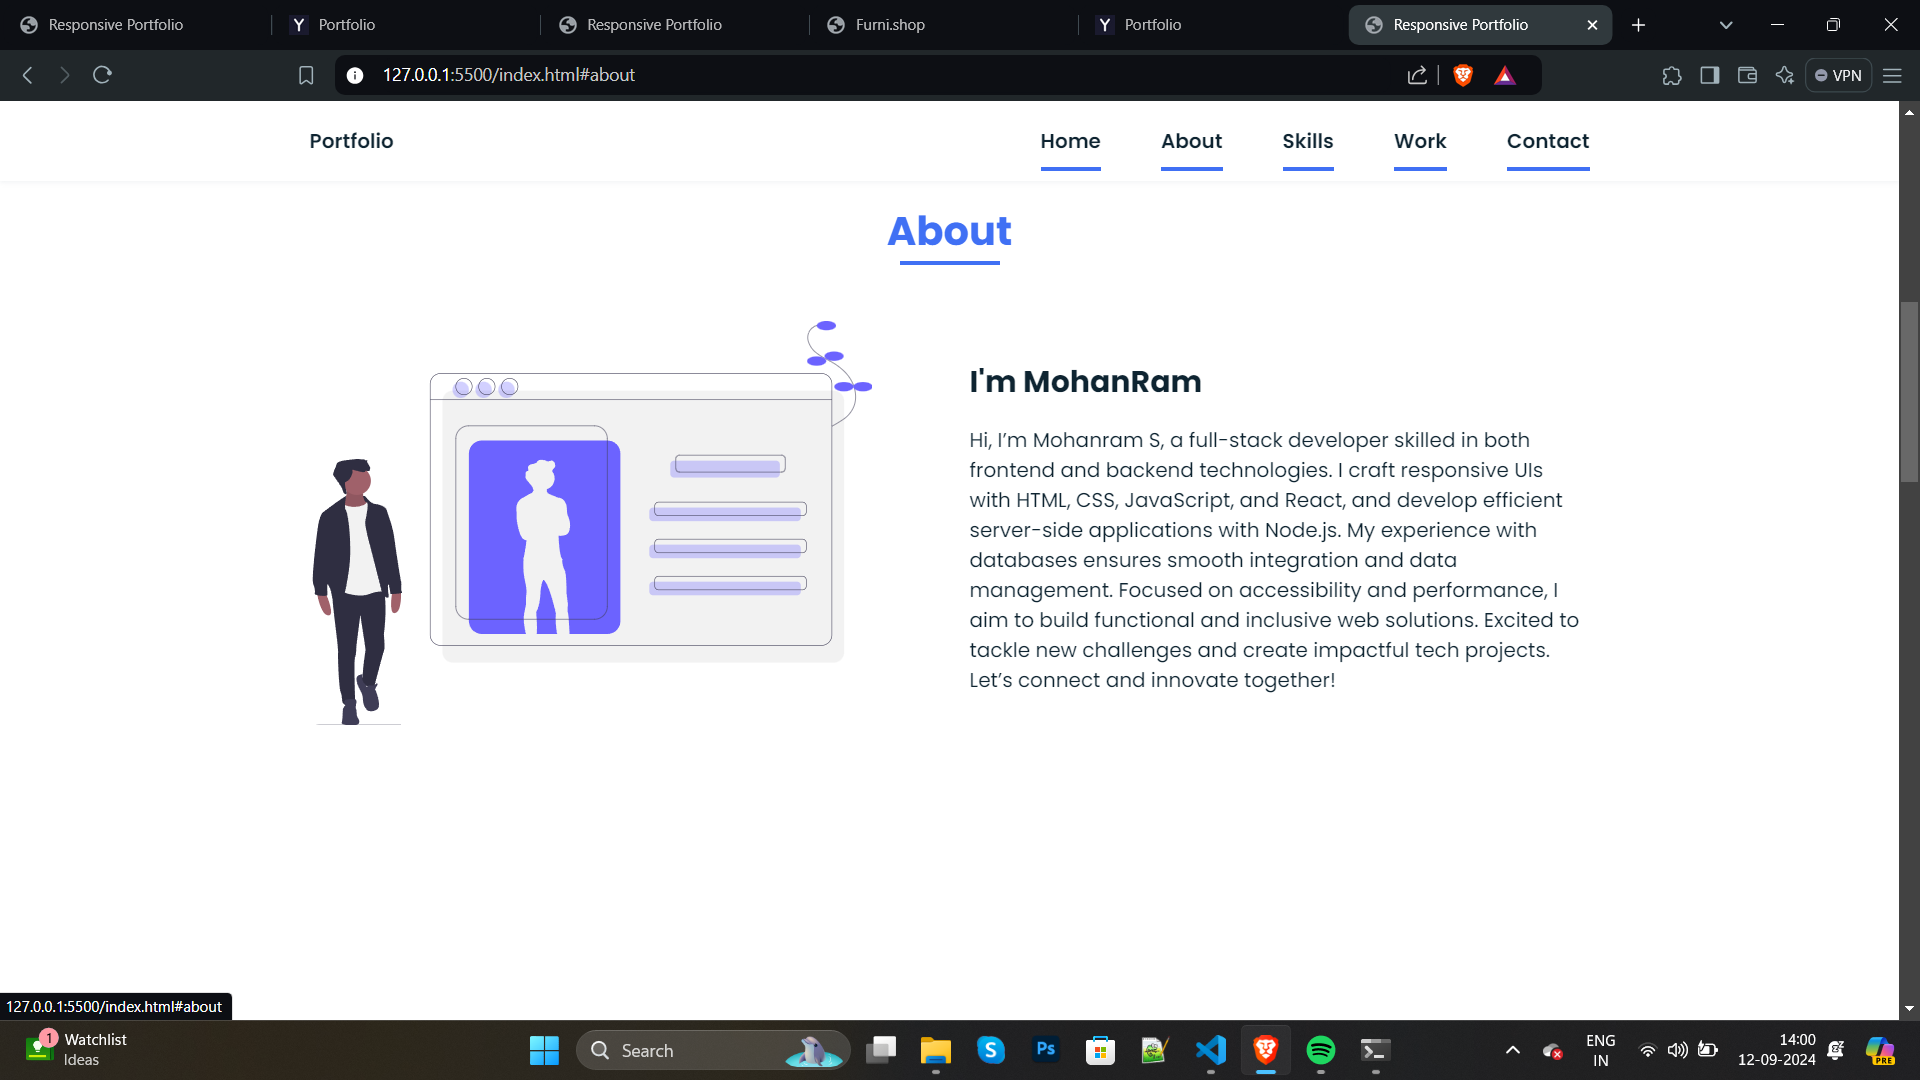 Responsive Portfolio
Y Portfolio
Responsive Portfolio
Furni.shop
Y Portfolio
Responsive Portfolio
127.0.0.1:5500/index.html#about
VPN
Portfolio
Home
About
Skills
Work
Contact
About
I'm MohanRam
Hi, I’m Mohanram S, a full-stack developer skilled in both
frontend and backend technologies. I craft responsive UIs
with HTML, CSS, JavaScript, and React, and develop efficient
server-side applications with Node.js. My experience with
databases ensures smooth integration and data
management. Focused on accessibility and performance, I
aim to build functional and inclusive web solutions. Excited to
tackle new challenges and create impactful tech projects.
Let’s connect and innovate together!
127.0.0.1:5500/index.html#about
1
Watchlist
Ideas
Search
S
Ps
ENG
IN
14:00
12-09-2024
PRE